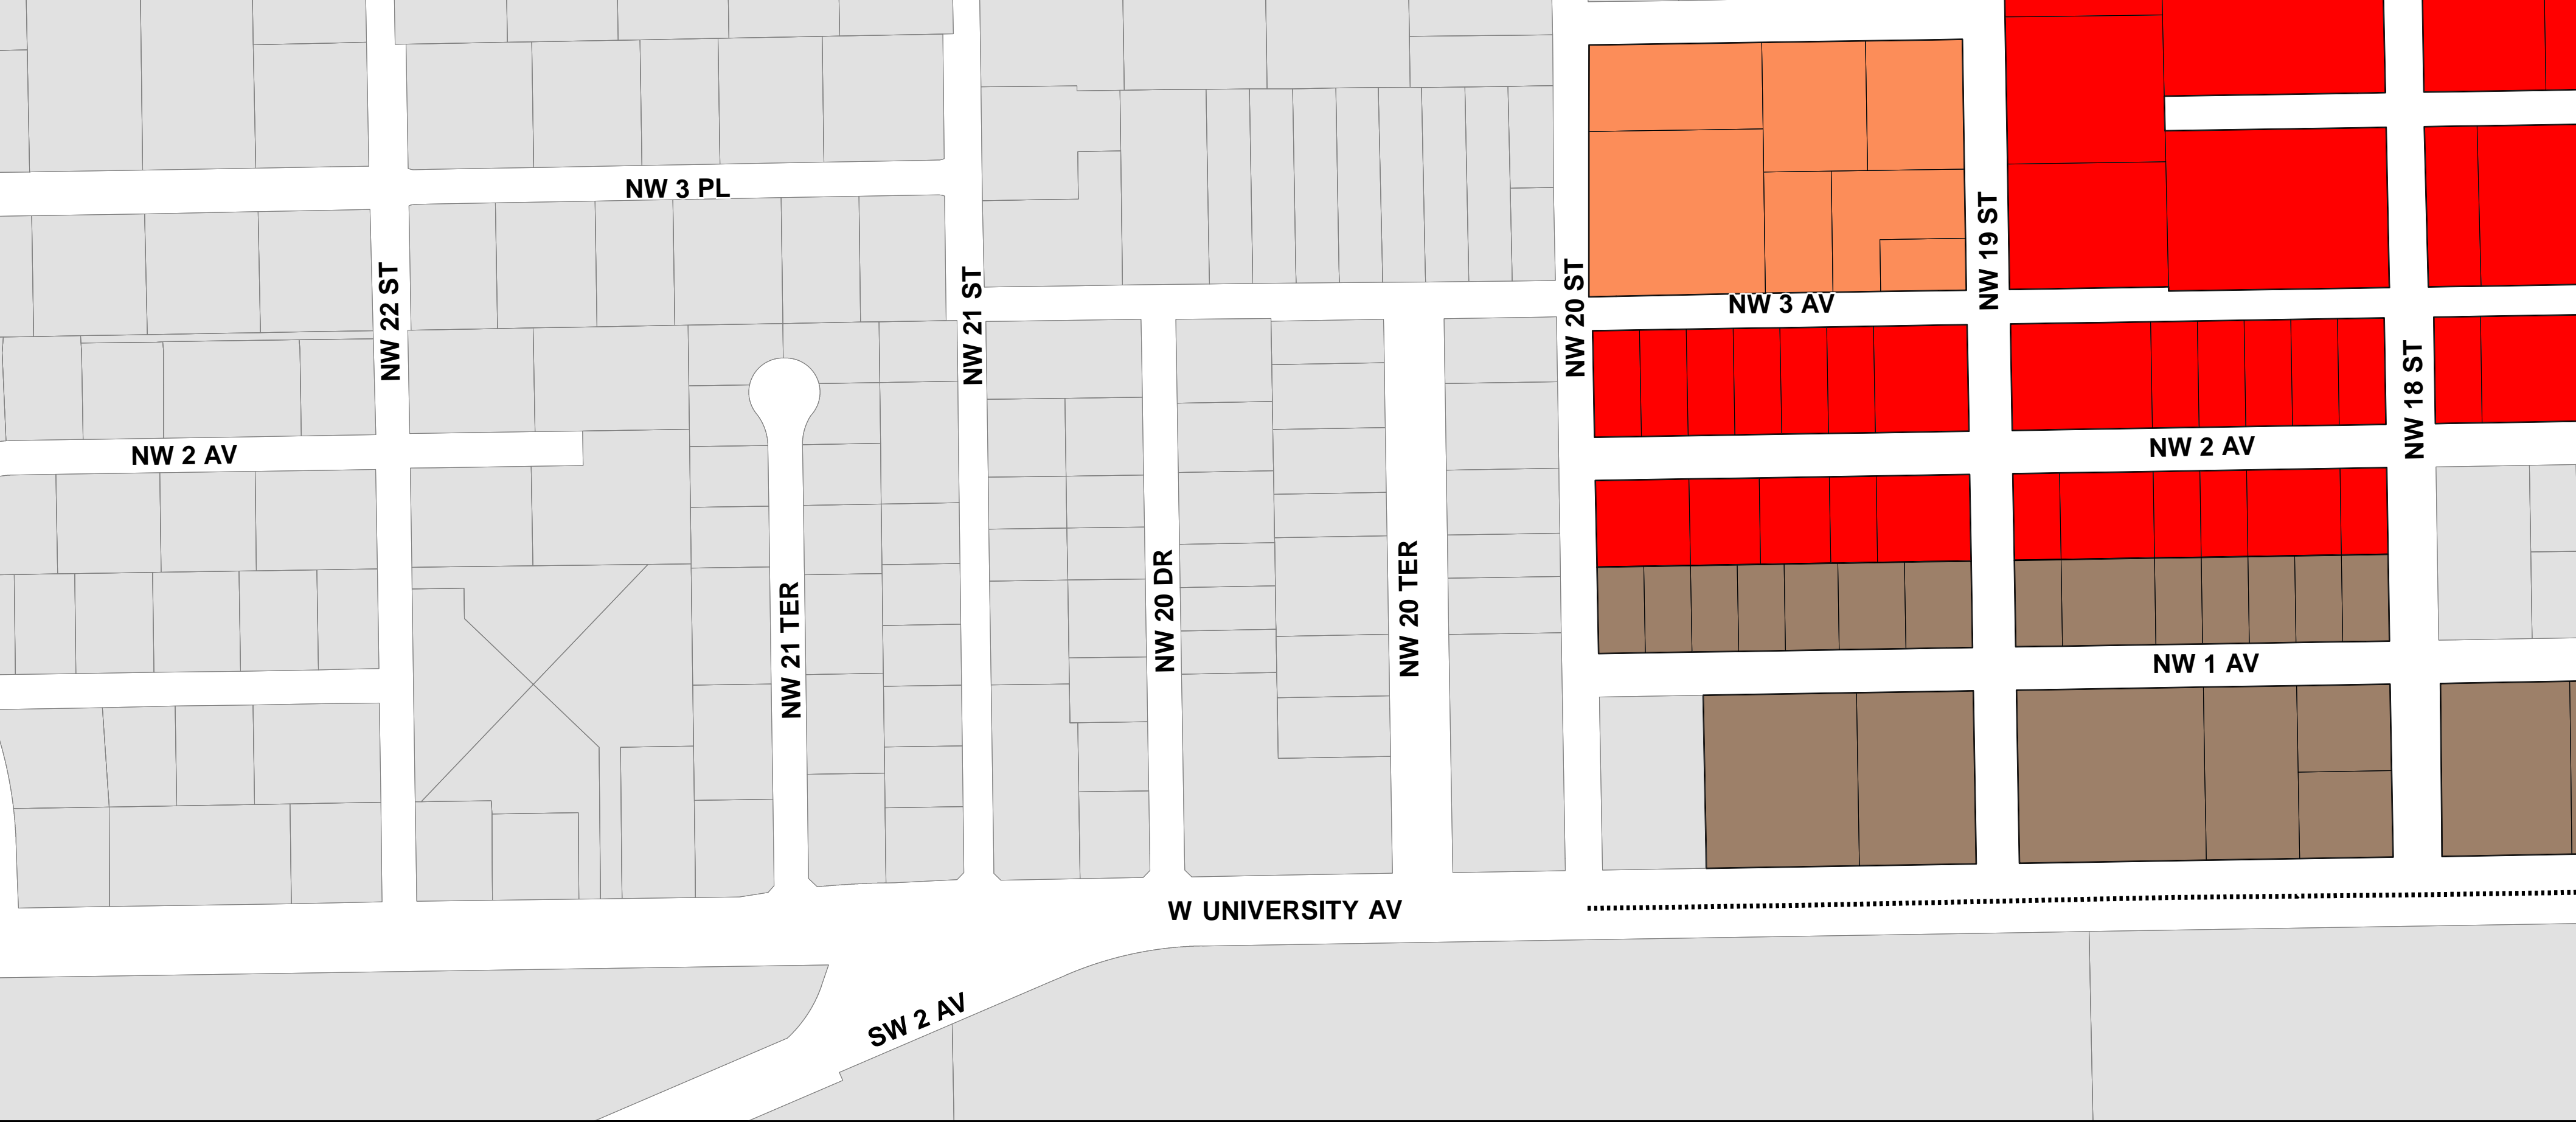 NW 3 PL
NW 19 ST
NW 22 ST
NW 21 ST
NW 20 ST
NW 3 AV
NW 18 ST
NW 2 AV
NW 2 AV
NW 20 DR
NW 20 TER
NW 21 TER
NW 1 AV
W UNIVERSITY AV
SW 2 AV